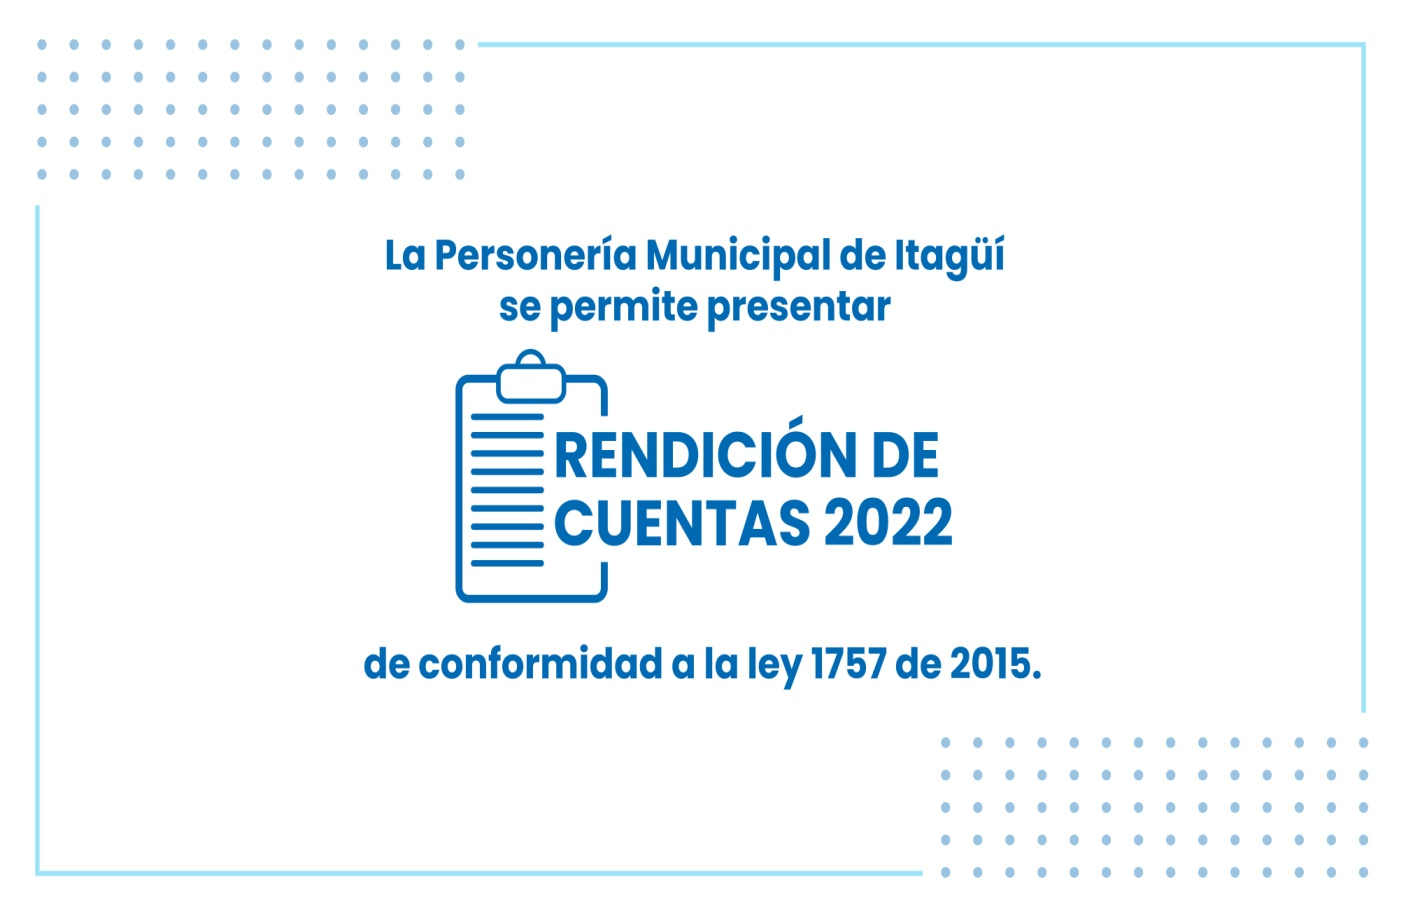 La Personería Municipal de Itagüí
se permite presentar
RENDICIÓN DE
CUENTAS 2022
de conformidad a la ley 1757 de 2015.